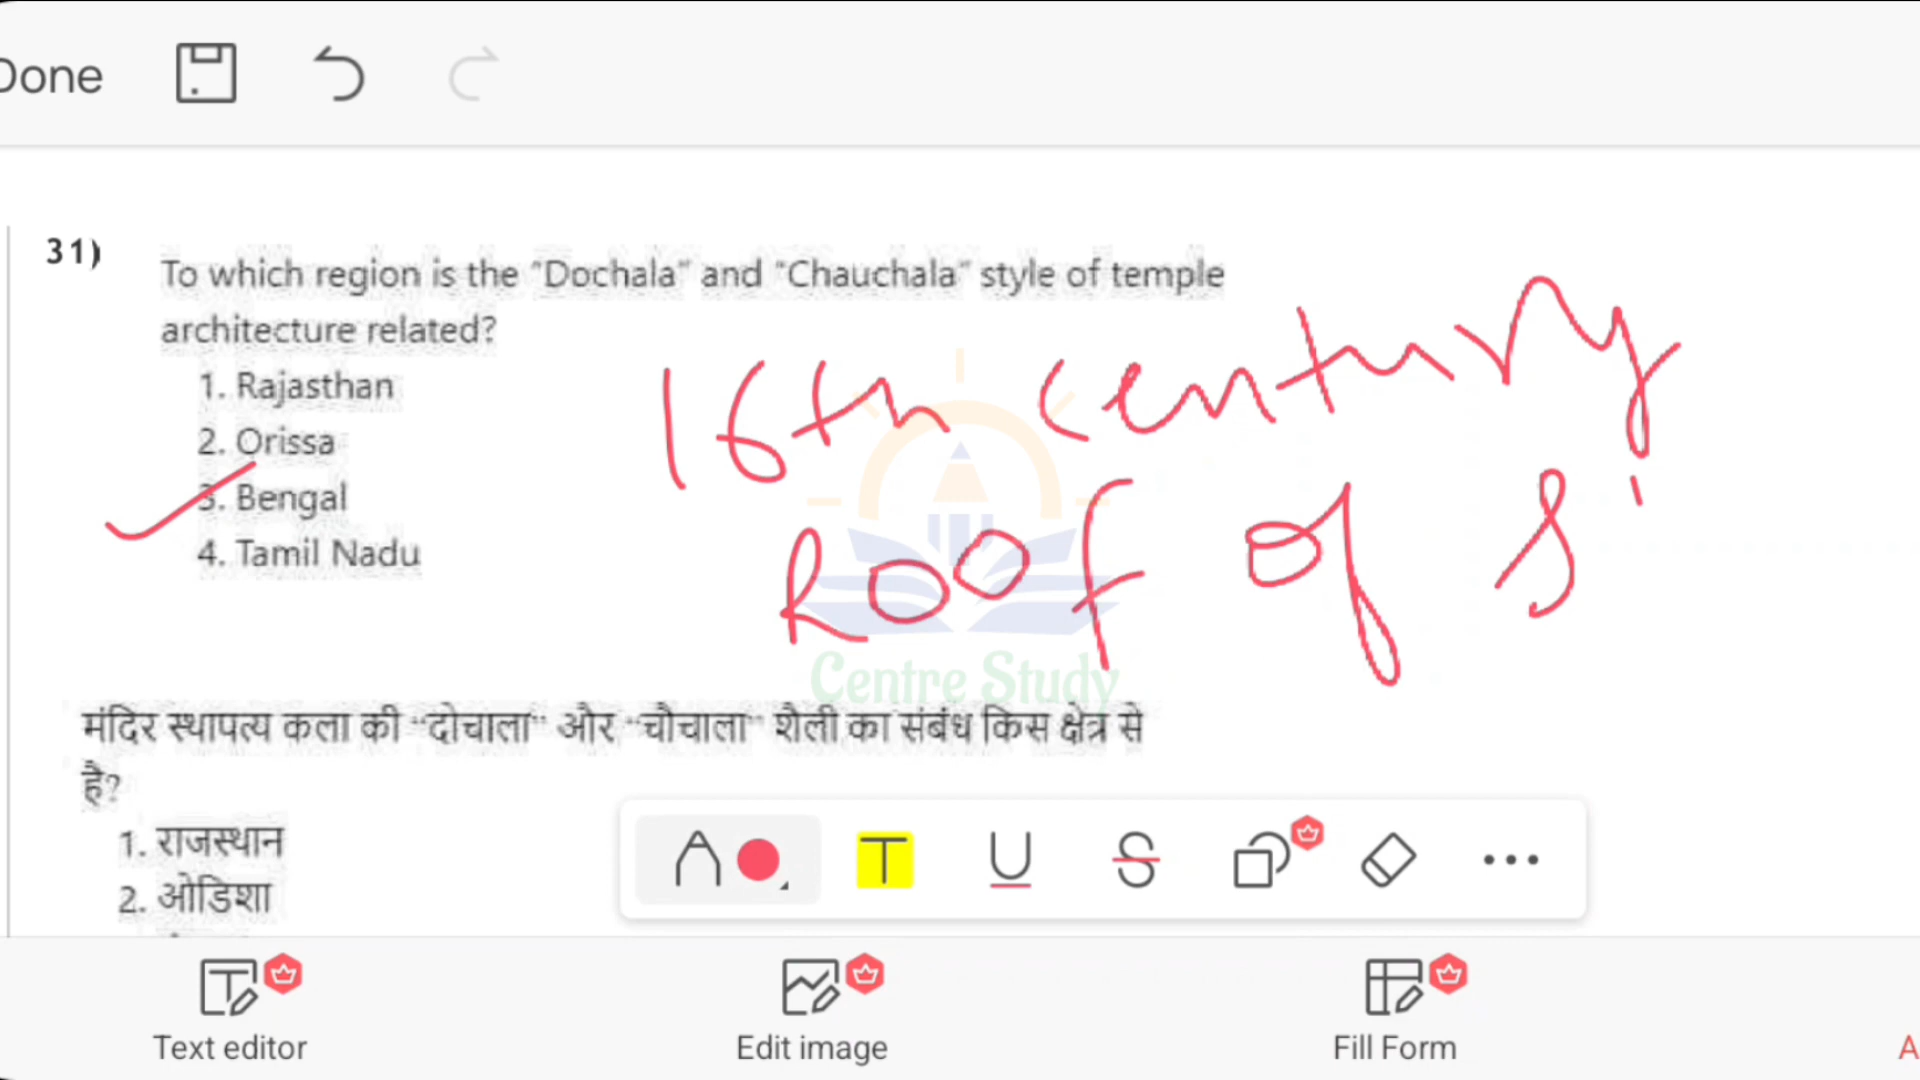 Done
31)
To which region is the "Dochala" and "Chauchala" style of temple
architecture related?
1. Rajasthan
2. Orissa
3. Bengal
4. Tamil Nadu
16th century
Roof of
Centre Study
मंदिर स्थापत्य कला की "दोचाला" और "चौचाला" शैली का संबंध किस क्षेत्र से
है?
1. राजस्थान
2. ओडिशा
Text editor
Edit image
Fill Form